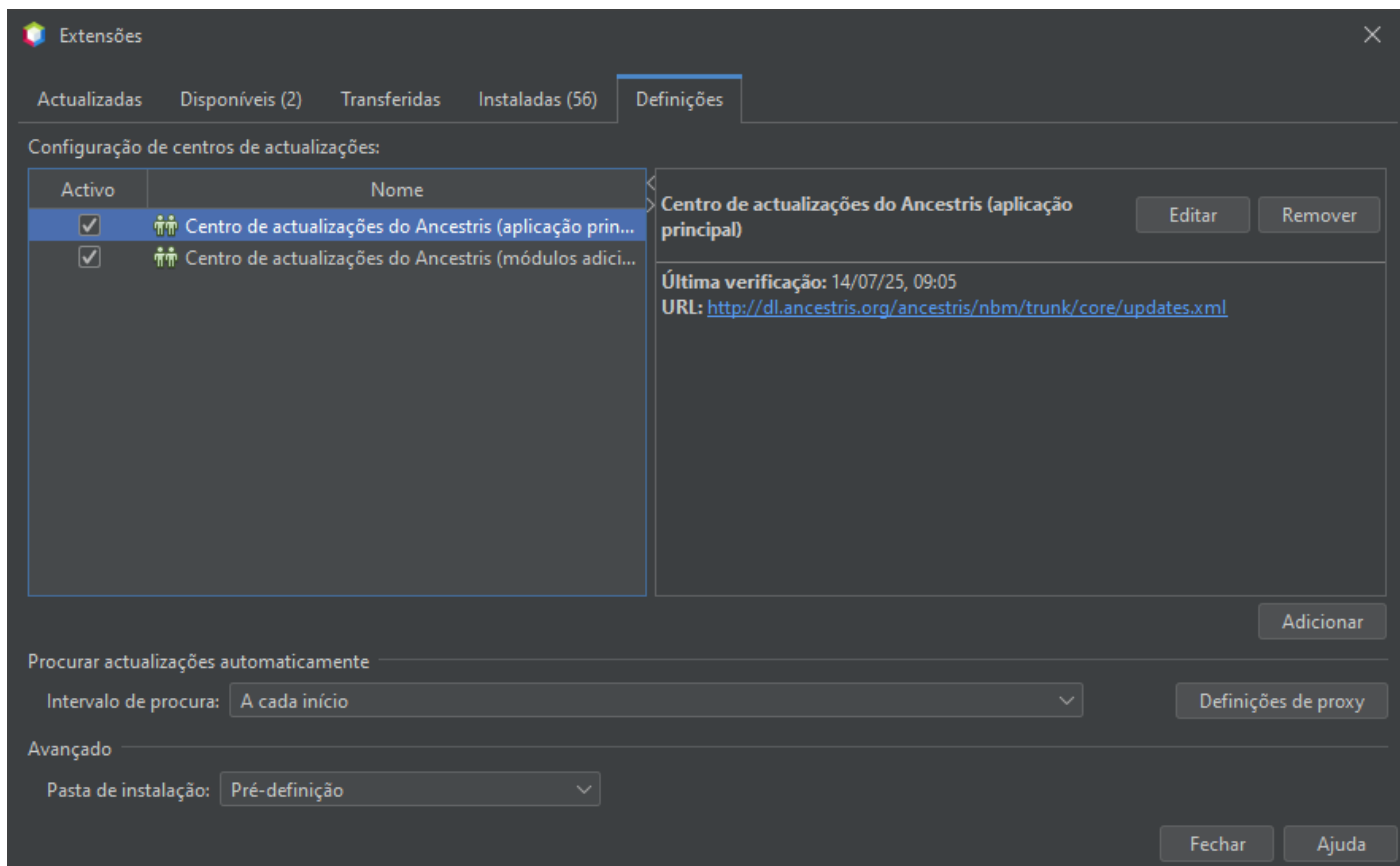 Extensões
Actualizadas Disponíveis (2) Transferidas Instaladas (56) Definições
Configuração de centros de actualizações:
Activo Nome
Centro de actualizações do Ancestris (aplicação prin...
Centro de actualizações do Ancestris (módulos adici...
Centro de actualizações do Ancestris (aplicação
principal)
Editar Remover
Última verificação: 14/07/25, 09:05
URL: http://dl.ancestris.org/ancestris/nbm/trunk/core/updates.xml
Adicionar
Procurar actualizações automaticamente
Intervalo de procura: A cada início Definições de proxy
Avançado
Pasta de instalação: Pré-definição
Fechar Ajuda